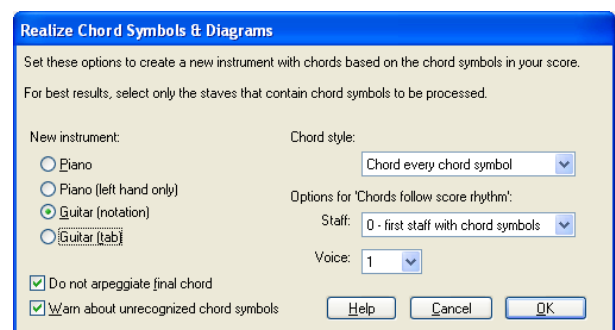 Realize Chord Symbols & Diagrams
Set these options to create a new instrument with chords based on the chord symbols in your score.
For best results, select only the staves that contain chord symbols to be processed.
New instrument:
Piano
Piano (left hand only)
Guitar (notation)
Guitar (tab)
Do not arpeggiate final chord
Warn about unrecognized chord symbols
Chord style:
Chord every chord symbol
Options for 'Chords follow score rhythm':
Staff: 0 - first staff with chord symbols
Voice: 1
Help Cancel OK